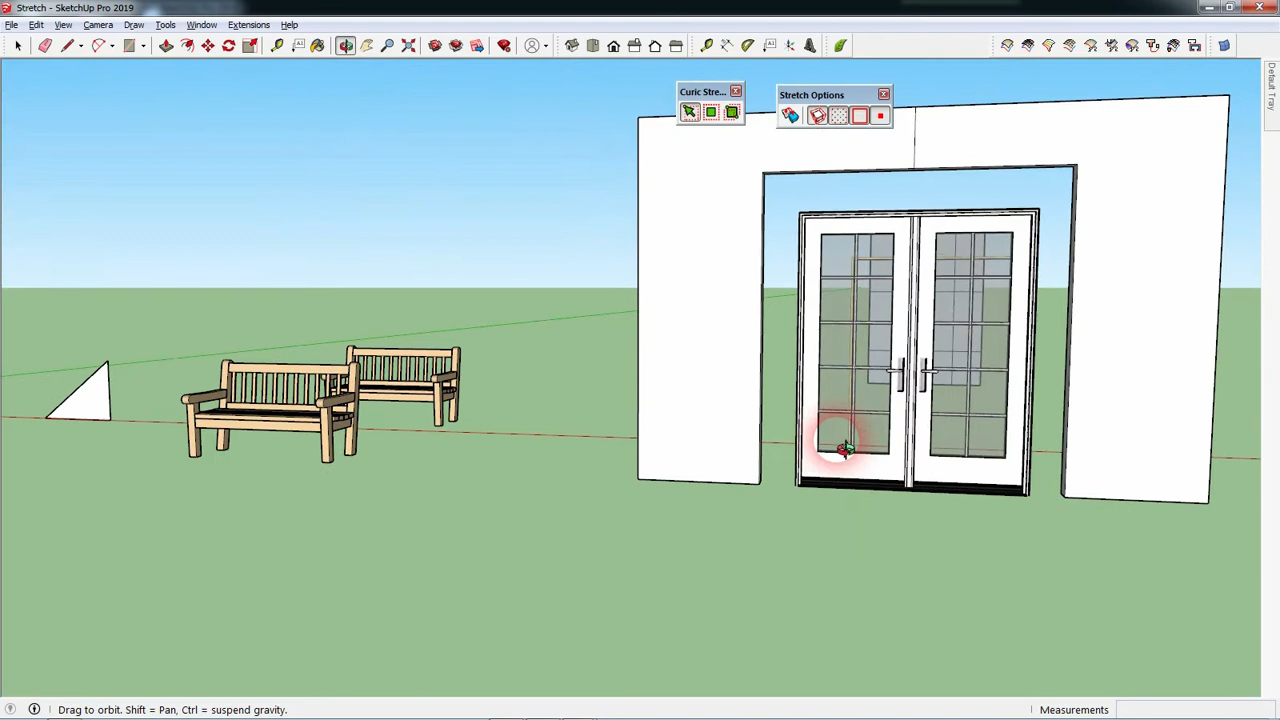 Stretch - SketchUp Pro 2019
File Edit View Camera Draw Tools Window Extensions Help
Curic Stre...
Stretch Options
Default Tray
Drag to orbit. Shift = Pan, Ctrl = suspend gravity.
Measurements